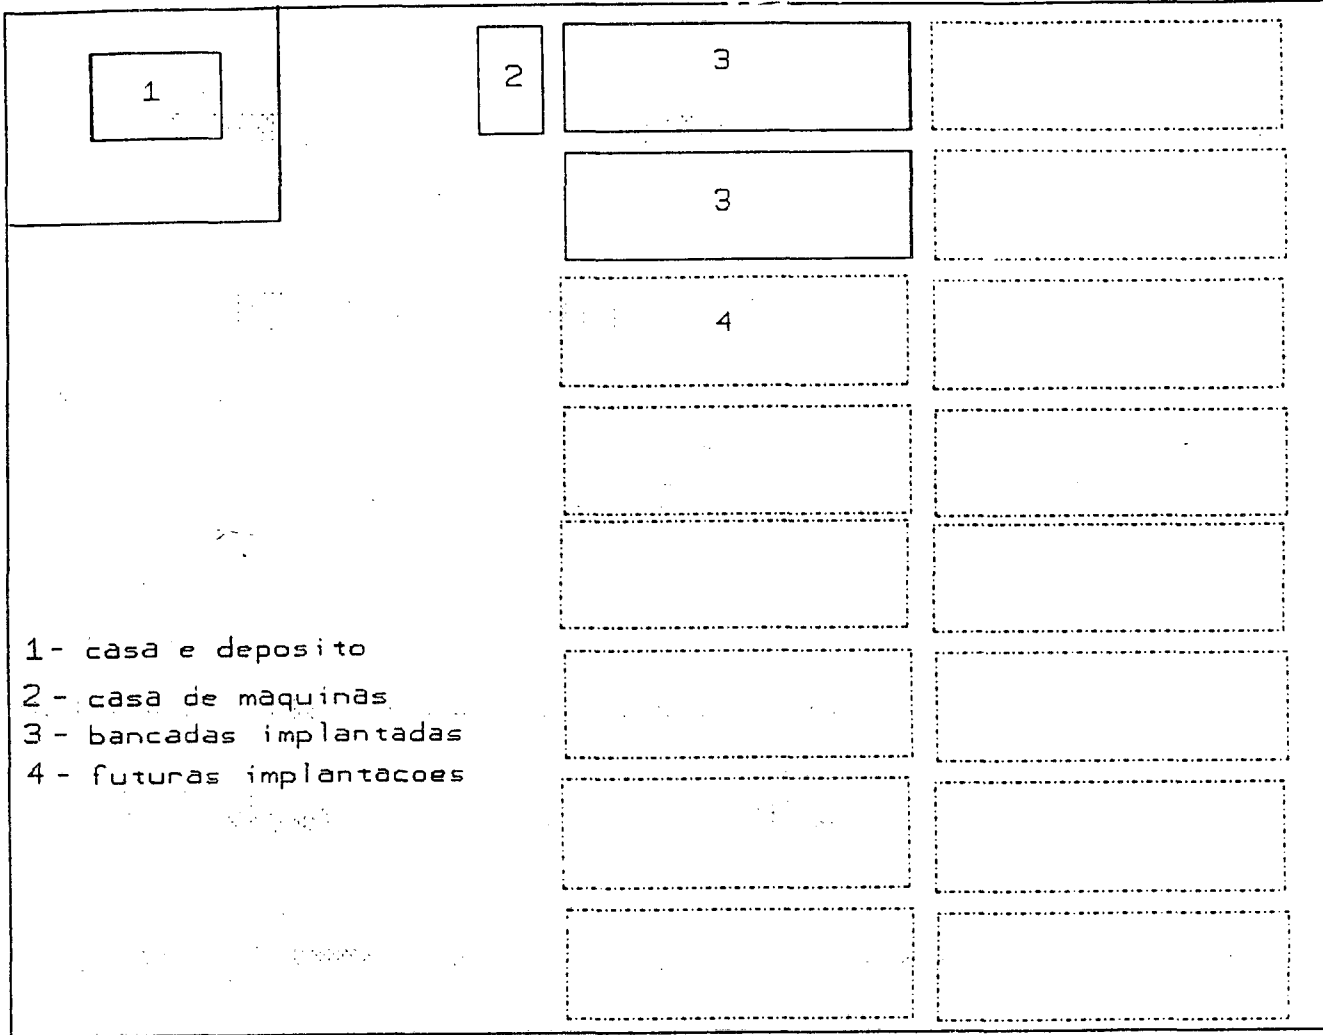 1
2
3
3
4
1- casa e deposito
2 - casa de maquinas
3 - bancadas implantadas
4 - futuras implantacoes